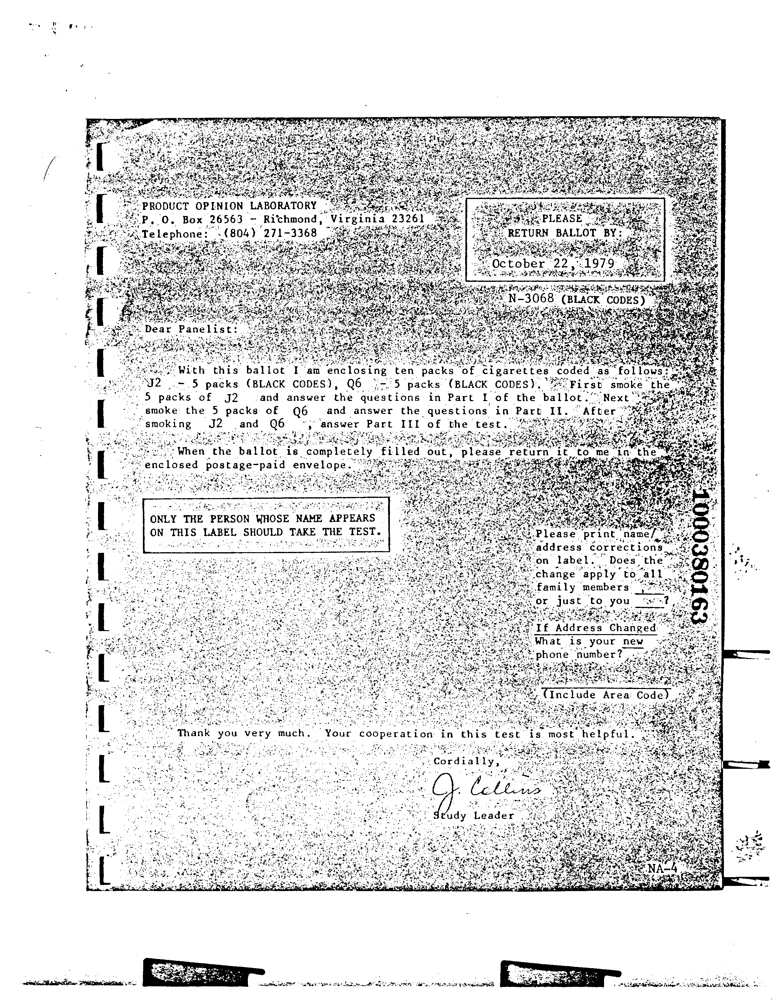 PRODUCT OPINION LABORATORY
P. O. Box 26563 - Richmond, Virginia 23261
Telephone: (804) 271-3368
PLEASE
RETURN BALLOT BY:
October 22, 1979
N-3068 (BLACK CODES)
Dear Panelist:
With this ballot I am enclosing ten packs of cigarettes coded as follows:
J2 - 5 packs (BLACK CODES), Q6 - 5 packs (BLACK CODES). First smoke the
5 packs of J2 and answer the questions in Part I of the ballot. Next
smoke the 5 packs of Q6 and answer the questions in Part II. After
smoking J2 and Q6 , answer Part III of the test.
When the ballot is completely filled out, please return it to me in the
enclosed postage-paid envelope.
ONLY THE PERSON WHOSE NAME APPEARS
ON THIS LABEL SHOULD TAKE THE TEST.
Please print name/
address corrections
on label. Does the
change apply to all
family members ___,
or just to you ___?
If Address Changed
What is your new
phone number?
(Include Area Code)
1000380163
Thank you very much. Your cooperation in this test is most helpful.
Cordially,
J. Collins
Study Leader
NA-4